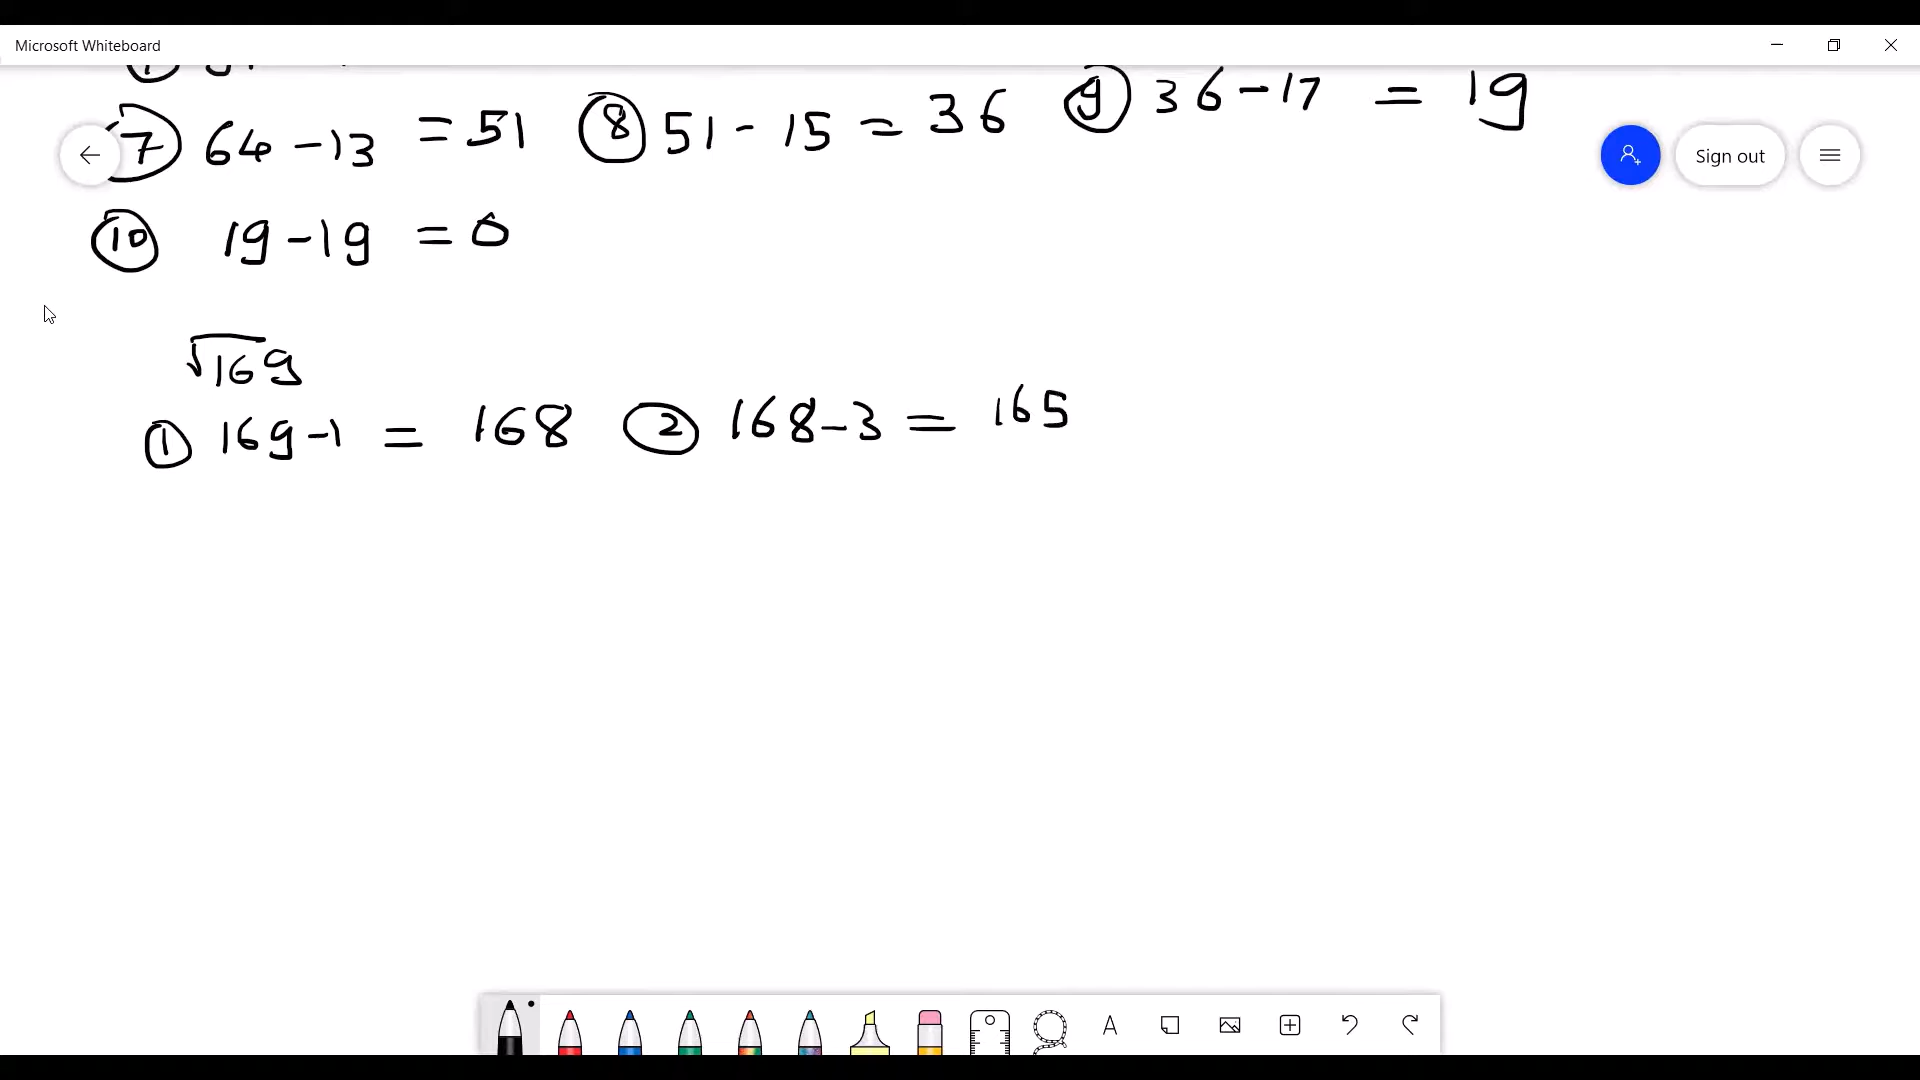 Microsoft Whiteboard
⑦ 64 - 13 = 51 ⑧ 51 - 15 = 36 ⑨ 36 - 17 = 19
Sign out
⑩ 19 - 19 = 0
√169
① 169 - 1 = 168 ② 168 - 3 = 165
A